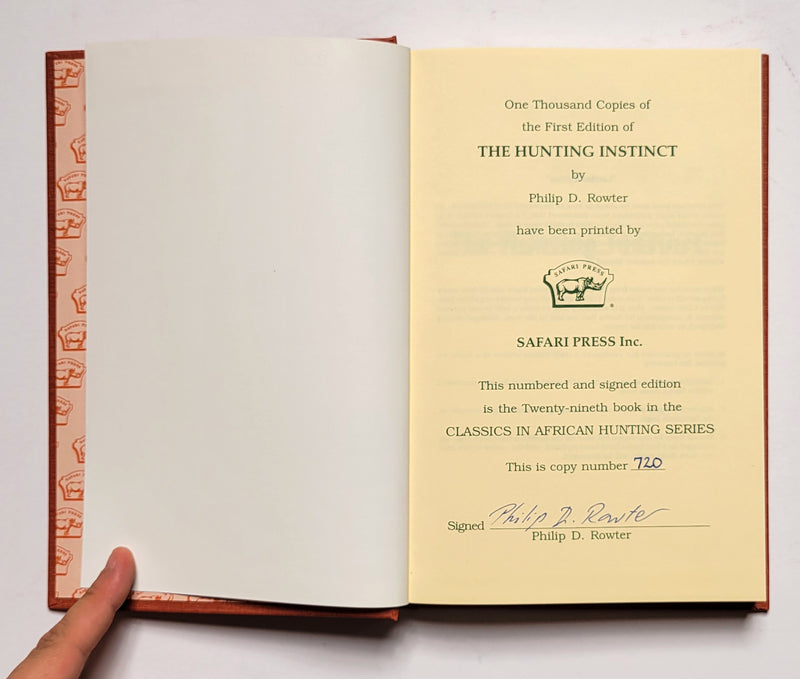 One Thousand Copies of
the First Edition of
THE HUNTING INSTINCT
by
Philip D. Rowter
have been printed by
SAFARI PRESS
®
SAFARI PRESS Inc.
This numbered and signed edition
is the Twenty-nineth book in the
CLASSICS IN AFRICAN HUNTING SERIES
This is copy number 720
Signed Philip D. Rowter
Philip D. Rowter